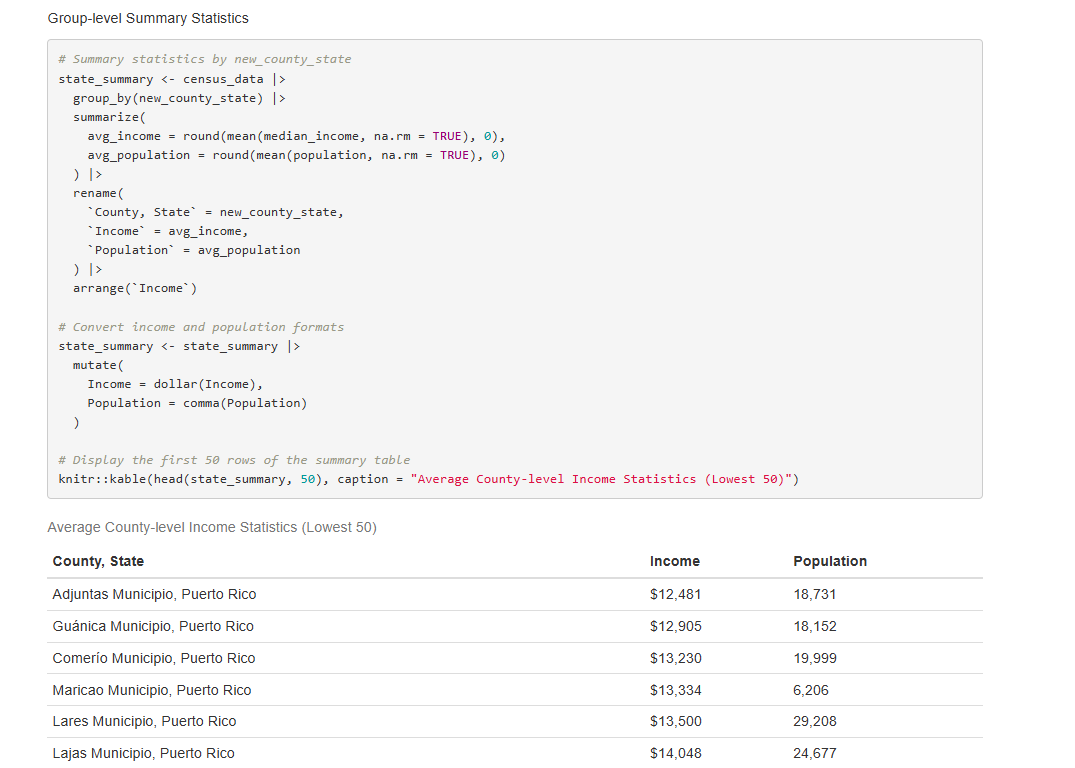 Group-level Summary Statistics
# Summary statistics by new_county_state
state_summary <- census_data |>
  group_by(new_county_state) |>
  summarize(
    avg_income = round(mean(median_income, na.rm = TRUE), 0),
    avg_population = round(mean(population, na.rm = TRUE), 0)
  ) |>
  rename(
    `County, State` = new_county_state,
    `Income` = avg_income,
    `Population` = avg_population
  ) |>
  arrange(`Income`)
# Convert income and population formats
state_summary <- state_summary |>
  mutate(
    Income = dollar(Income),
    Population = comma(Population)
  )
# Display the first 50 rows of the summary table
knitr::kable(head(state_summary, 50), caption = "Average County-level Income Statistics (Lowest 50)")
Average County-level Income Statistics (Lowest 50)
County, State Income Population
Adjuntas Municipio, Puerto Rico $12,481 18,731
Guánica Municipio, Puerto Rico $12,905 18,152
Comerío Municipio, Puerto Rico $13,230 19,999
Maricao Municipio, Puerto Rico $13,334 6,206
Lares Municipio, Puerto Rico $13,500 29,208
Lajas Municipio, Puerto Rico $14,048 24,677